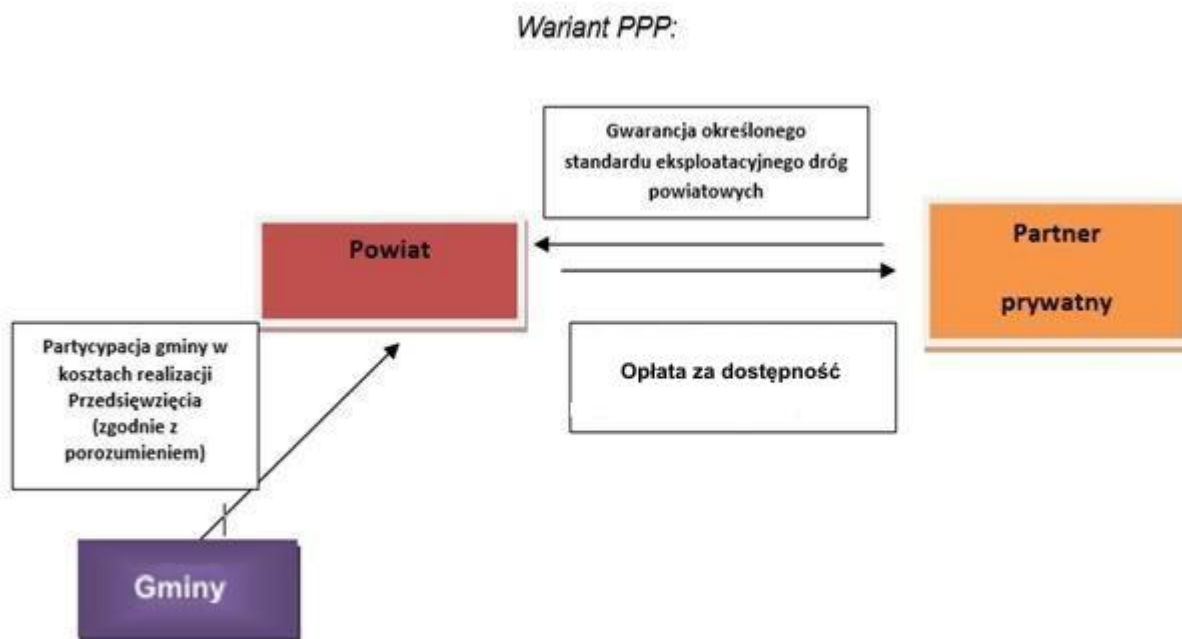 Wariant PPP:
Gwarancja określonego
standardu eksploatacyjnego dróg
powiatowych
Powiat
Partner
prywatny
Partycypacja gminy w
kosztach realizacji
Przedsięwzięcia
(zgodnie z
porozumieniem)
Opłata za dostępność
Gminy